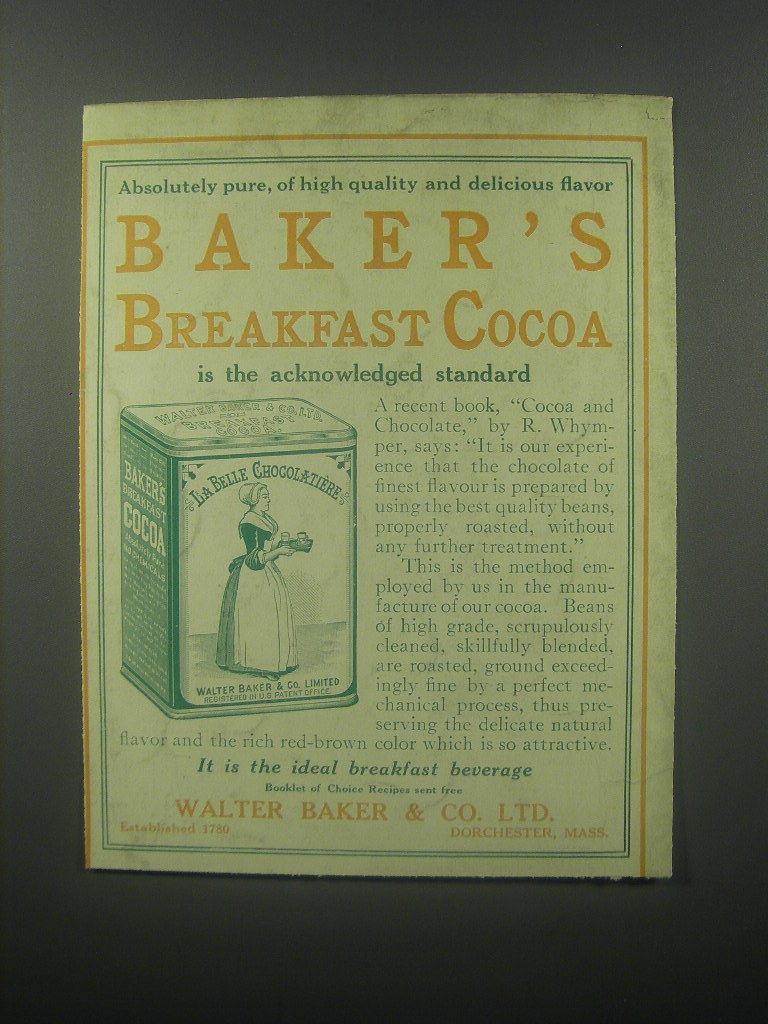 Absolutely pure, of high quality and delicious flavor
BAKER'S
BREAKFAST COCOA
is the acknowledged standard
WALTER BAKER & CO. LTD.
BREAKFAST
COCOA.
BAKER'S
BREAKFAST
COCOA
LA BELLE CHOCOLATIÈRE
WALTER BAKER & CO. LIMITED
REGISTERED IN U.S. PATENT OFFICE
A recent book, "Cocoa and
Chocolate," by R. Whym-
per, says: "It is our experi-
ence that the chocolate of
finest flavour is prepared by
using the best quality beans,
properly roasted, without
any further treatment."
This is the method em-
ployed by us in the manu-
facture of our cocoa. Beans
of high grade, scrupulously
cleaned, skillfully blended,
are roasted, ground exceed-
ingly fine by a perfect me-
chanical process, thus pre-
serving the delicate natural
flavor and the rich red-brown color which is so attractive.
It is the ideal breakfast beverage
Booklet of Choice Recipes sent free
WALTER BAKER & CO. LTD.
Established 1780
DORCHESTER, MASS.